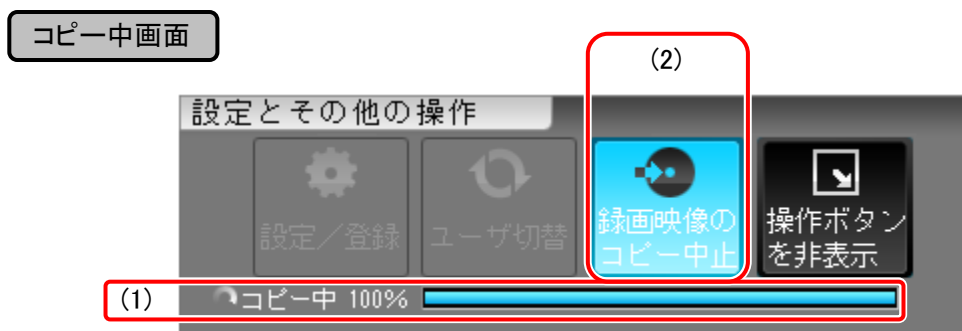 コピー中画面
(2)
設定とその他の操作
設定／登録
ユーザ切替
録画映像の
コピー中止
操作ボタン
を非表示
(1)
コピー中 100%